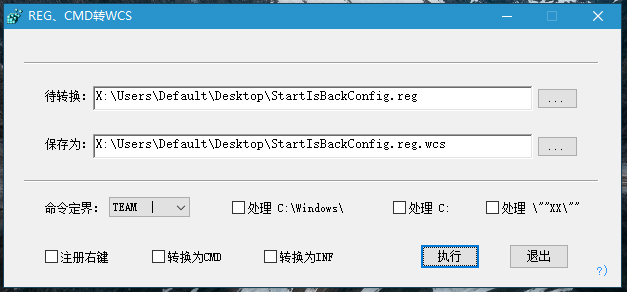 REG、CMD转WCS
待转换: X:\Users\Default\Desktop\StartIsBackConfig.reg ...
保存为: X:\Users\Default\Desktop\StartIsBackConfig.reg.wcs ...
命令定界: TEAM | 处理 C:\Windows\ 处理 C: 处理 \""XX\""
注册右键 转换为CMD 转换为INF 执行 退出
?)